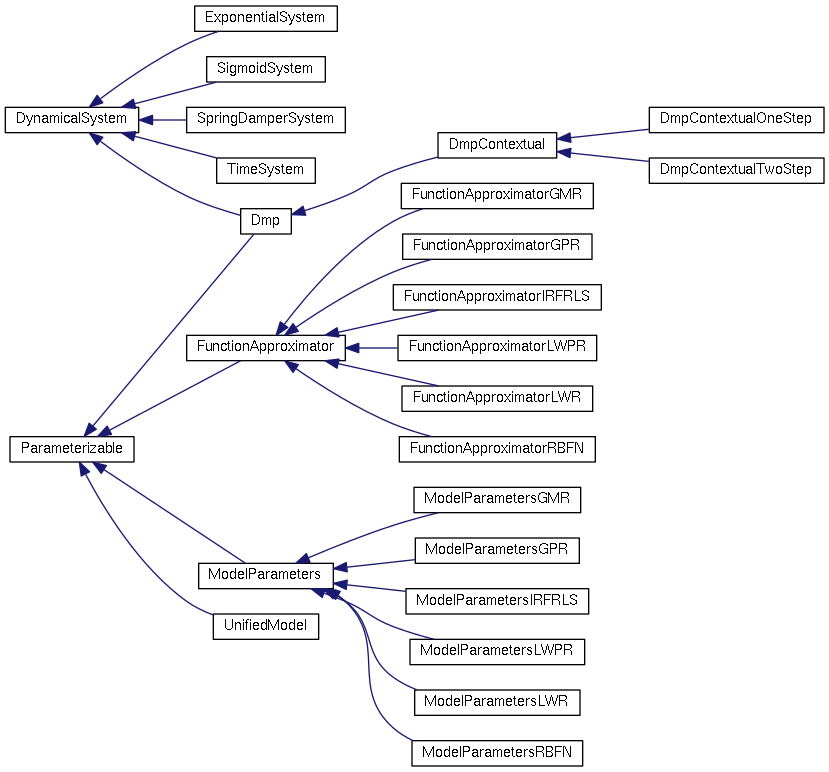 ExponentialSystem
SigmoidSystem
DynamicalSystem
SpringDamperSystem
DmpContextualOneStep
DmpContextual
TimeSystem
DmpContextualTwoStep
FunctionApproximatorGMR
Dmp
FunctionApproximatorGPR
FunctionApproximatorIRFRLS
FunctionApproximator
FunctionApproximatorLWPR
FunctionApproximatorLWR
Parameterizable
FunctionApproximatorRBFN
ModelParametersGMR
ModelParametersGPR
ModelParameters
ModelParametersIRFRLS
UnifiedModel
ModelParametersLWPR
ModelParametersLWR
ModelParametersRBFN